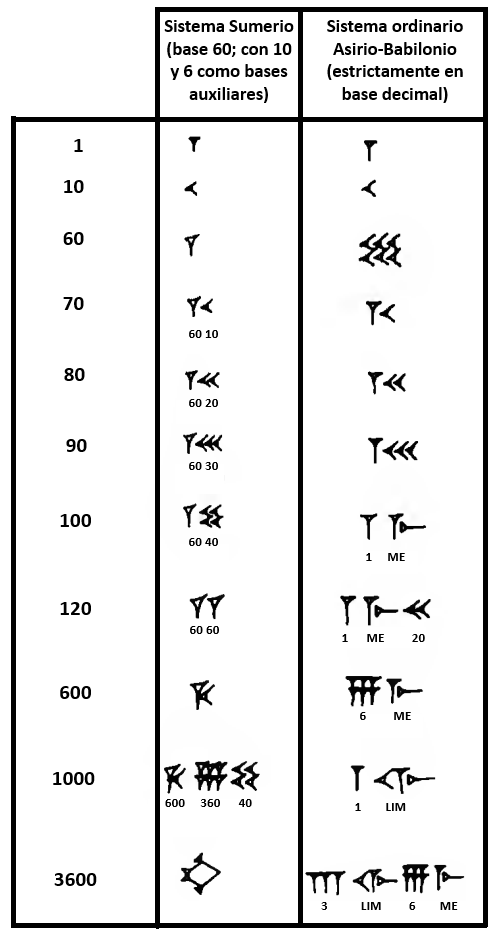 Sistema Sumerio
(base 60; con 10
y 6 como bases
auxiliares)
Sistema ordinario
Asirio-Babilonio
(estrictamente en
base decimal)
1
10
60
70
60 10
80
60 20
90
60 30
100
60 40
1 ME
120
60 60
1 ME 20
600
6 ME
1000
600 360 40
1 LIM
3600
3 LIM 6 ME